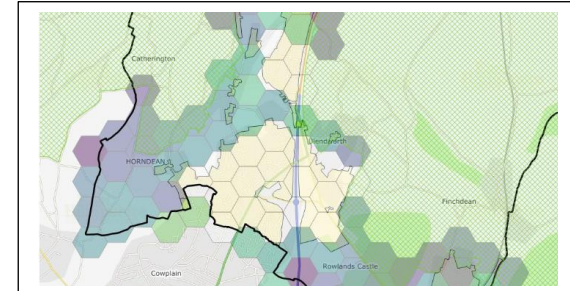 Catherington
Blendworth
HORNDEAN
Finchdean
Rowlands Castle
Cowplain